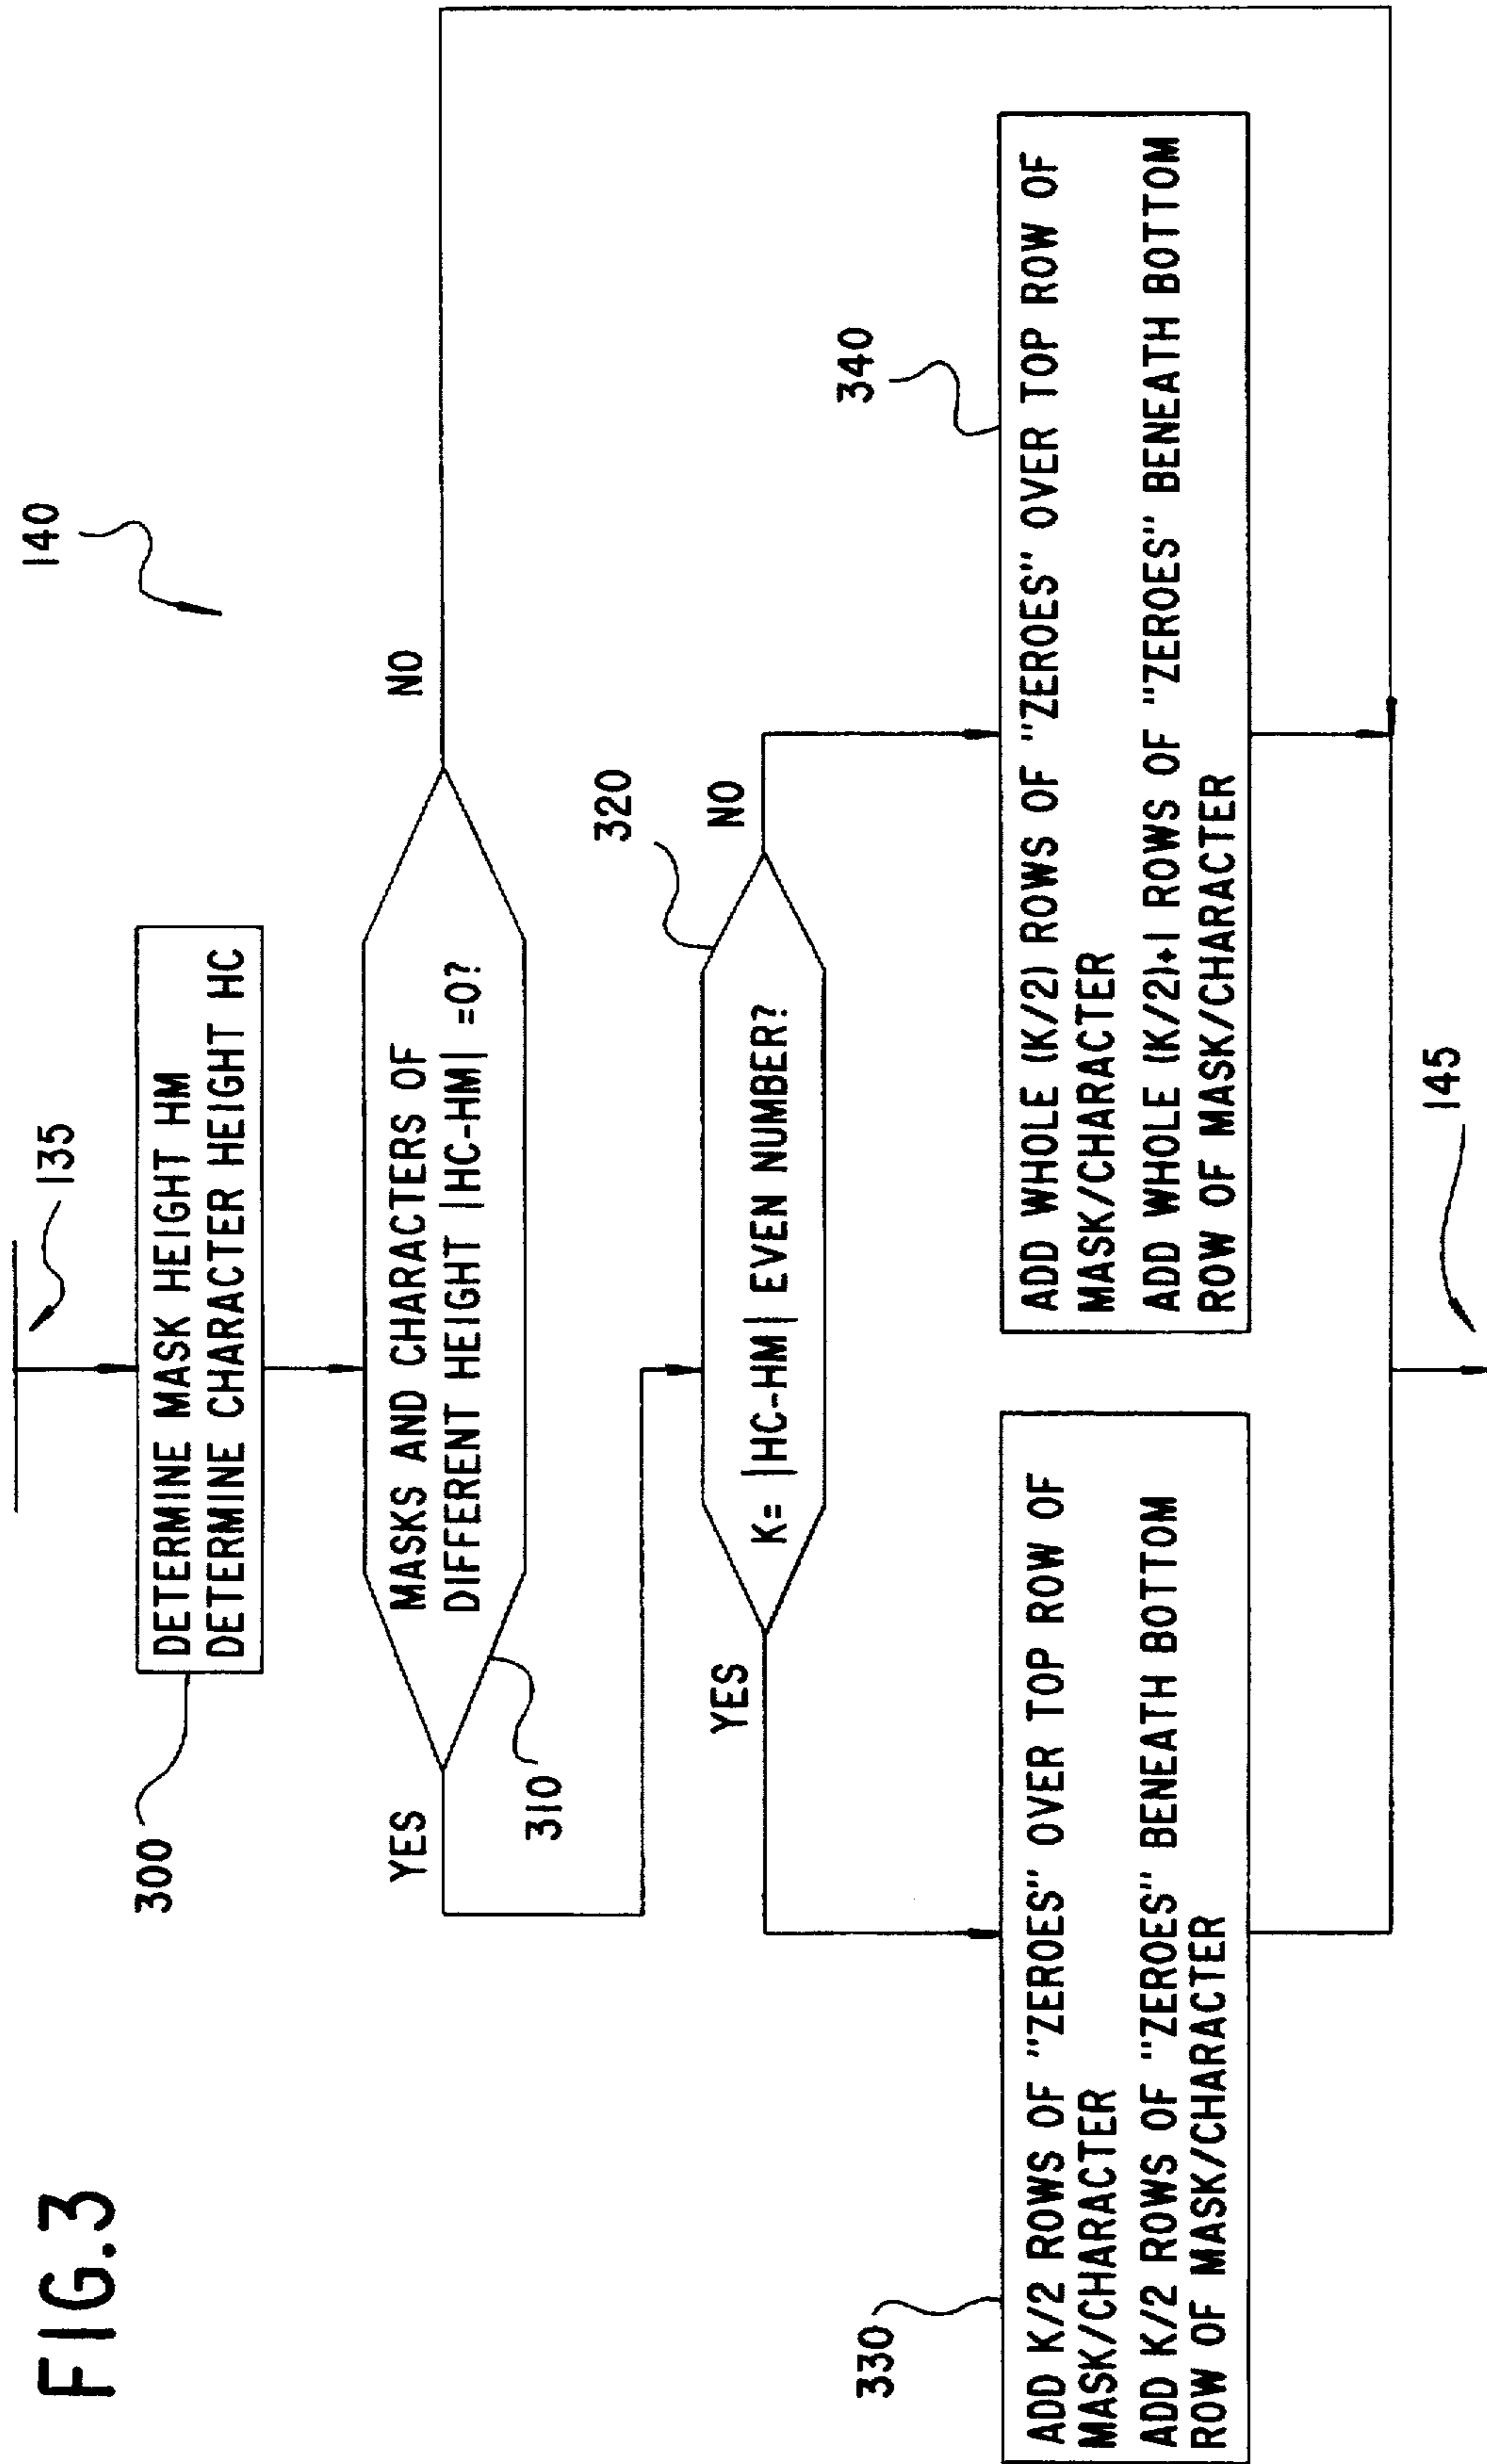 FIG.3
140
135
300
DETERMINE MASK HEIGHT HM
DETERMINE CHARACTER HEIGHT HC
310
MASKS AND CHARACTERS OF
DIFFERENT HEIGHT |HC-HM| =0?
YES
NO
320
K= |HC-HM| EVEN NUMBER?
YES
NO
330
ADD K/2 ROWS OF "ZEROES" OVER TOP ROW OF
MASK/CHARACTER
ADD K/2 ROWS OF "ZEROES" BENEATH BOTTOM
ROW OF MASK/CHARACTER
340
ADD WHOLE (K/2) ROWS OF "ZEROES" OVER TOP ROW OF
MASK/CHARACTER
ADD WHOLE (K/2)+1 ROWS OF "ZEROES" BENEATH BOTTOM
ROW OF MASK/CHARACTER
145